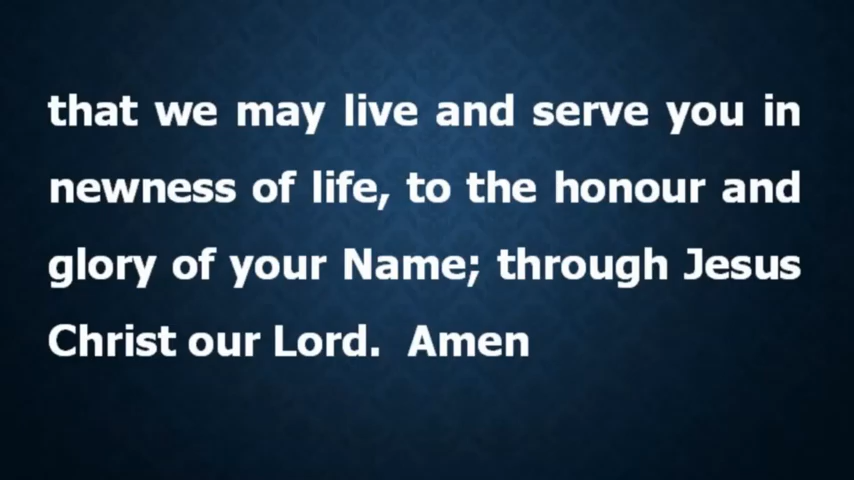 that we may live and serve you in
newness of life, to the honour and
glory of your Name; through Jesus
Christ our Lord.  Amen